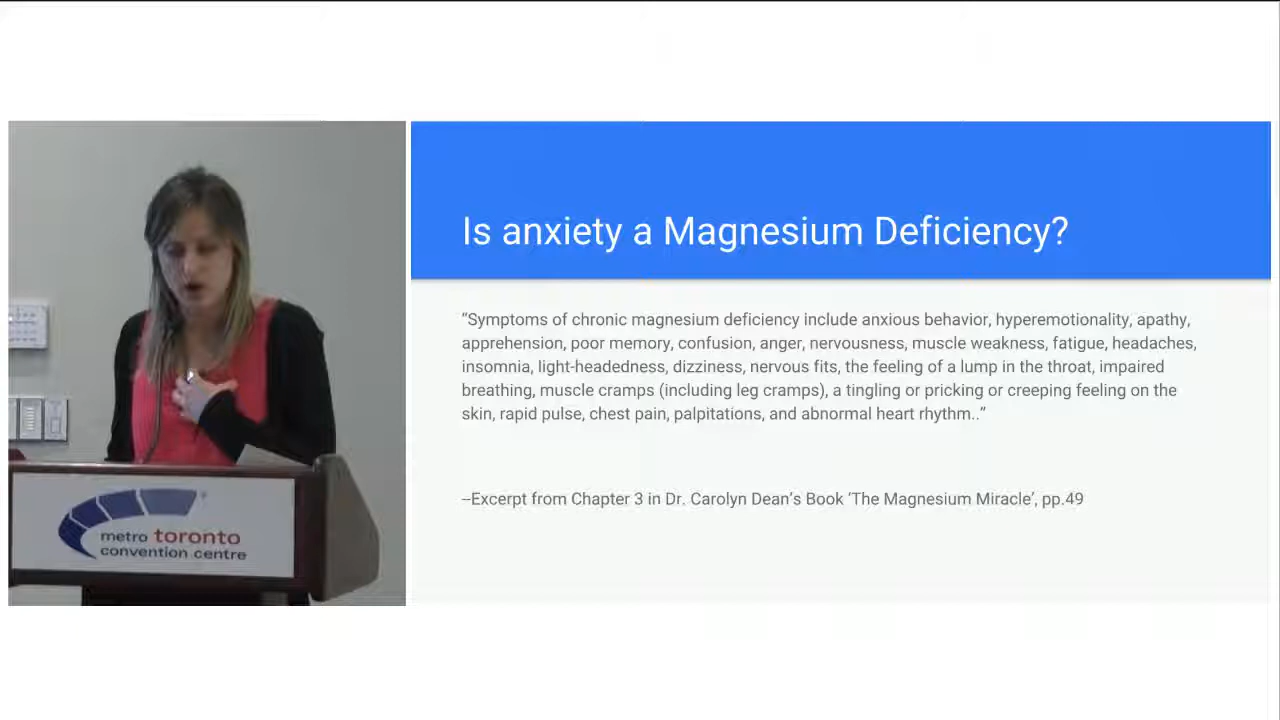 Is anxiety a Magnesium Deficiency?
“Symptoms of chronic magnesium deficiency include anxious behavior, hyperemotionality, apathy,
apprehension, poor memory, confusion, anger, nervousness, muscle weakness, fatigue, headaches,
insomnia, light-headedness, dizziness, nervous fits, the feeling of a lump in the throat, impaired
breathing, muscle cramps (including leg cramps), a tingling or pricking or creeping feeling on the
skin, rapid pulse, chest pain, palpitations, and abnormal heart rhythm..”
–Excerpt from Chapter 3 in Dr. Carolyn Dean’s Book ‘The Magnesium Miracle’, pp.49
metro toronto
convention centre